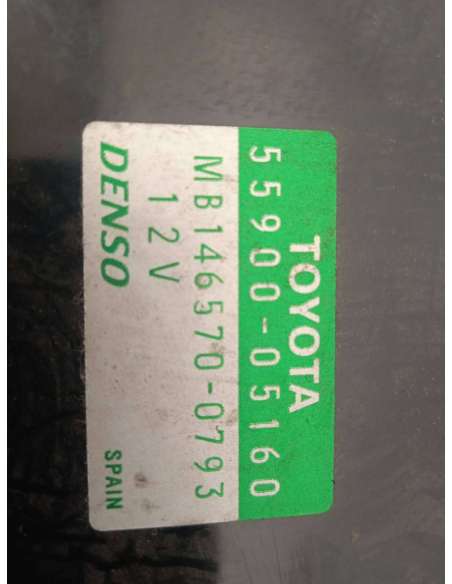 TOYOTA
55900-05160
MB146570-0793
12V
DENSO
SPAIN